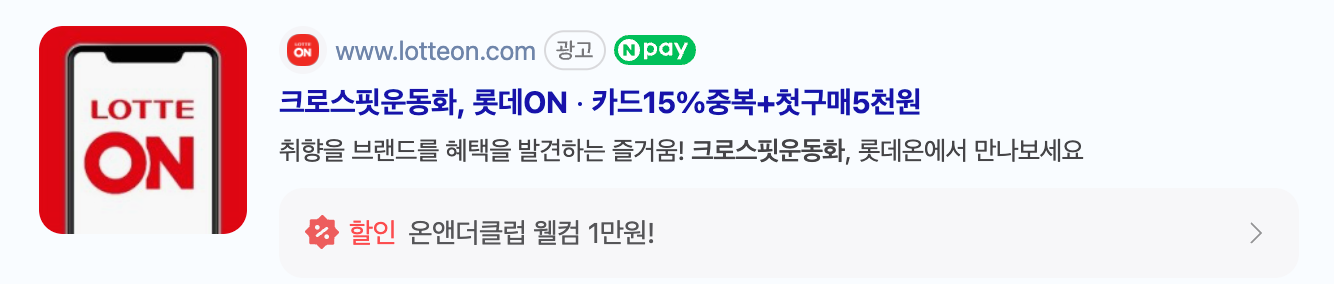 LOTTE
ON
LOTTE ON www.lotteon.com 광고 N pay
크로스핏운동화, 롯데ON · 카드15%중복+첫구매5천원
취향을 브랜드를 혜택을 발견하는 즐거움! 크로스핏운동화, 롯데온에서 만나보세요
할인 온앤더클럽 웰컴 1만원!